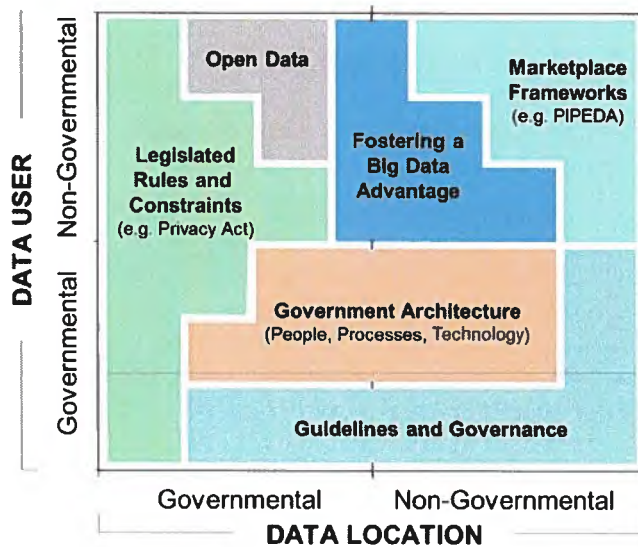 DATA USER
Non-Governmental
Governmental
Open Data
Marketplace
Frameworks
(e.g. PIPEDA)
Legislated
Rules and
Constraints
(e.g. Privacy Act)
Fostering a
Big Data
Advantage
Government Architecture
(People, Processes, Technology)
Guidelines and Governance
Governmental
Non-Governmental
DATA LOCATION